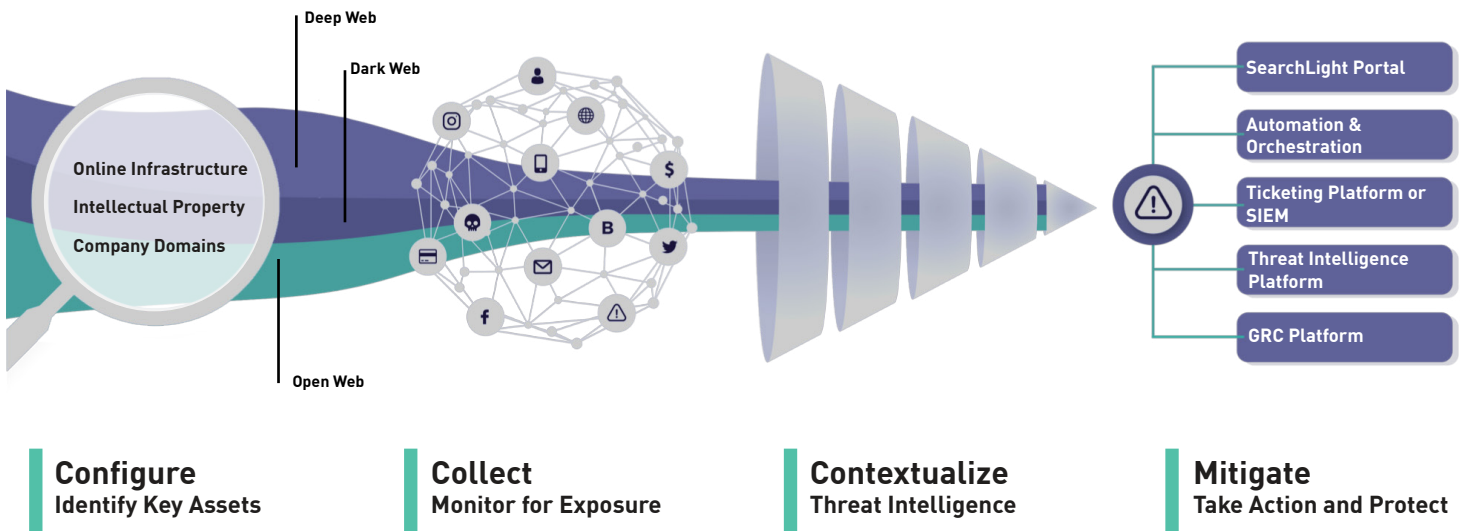 Deep Web
Dark Web
Online Infrastructure
Intellectual Property
Company Domains
Open Web
$
B
f
!
!
SearchLight Portal
Automation &
Orchestration
Ticketing Platform or
SIEM
Threat Intelligence
Platform
GRC Platform
Configure
Identify Key Assets
Collect
Monitor for Exposure
Contextualize
Threat Intelligence
Mitigate
Take Action and Protect